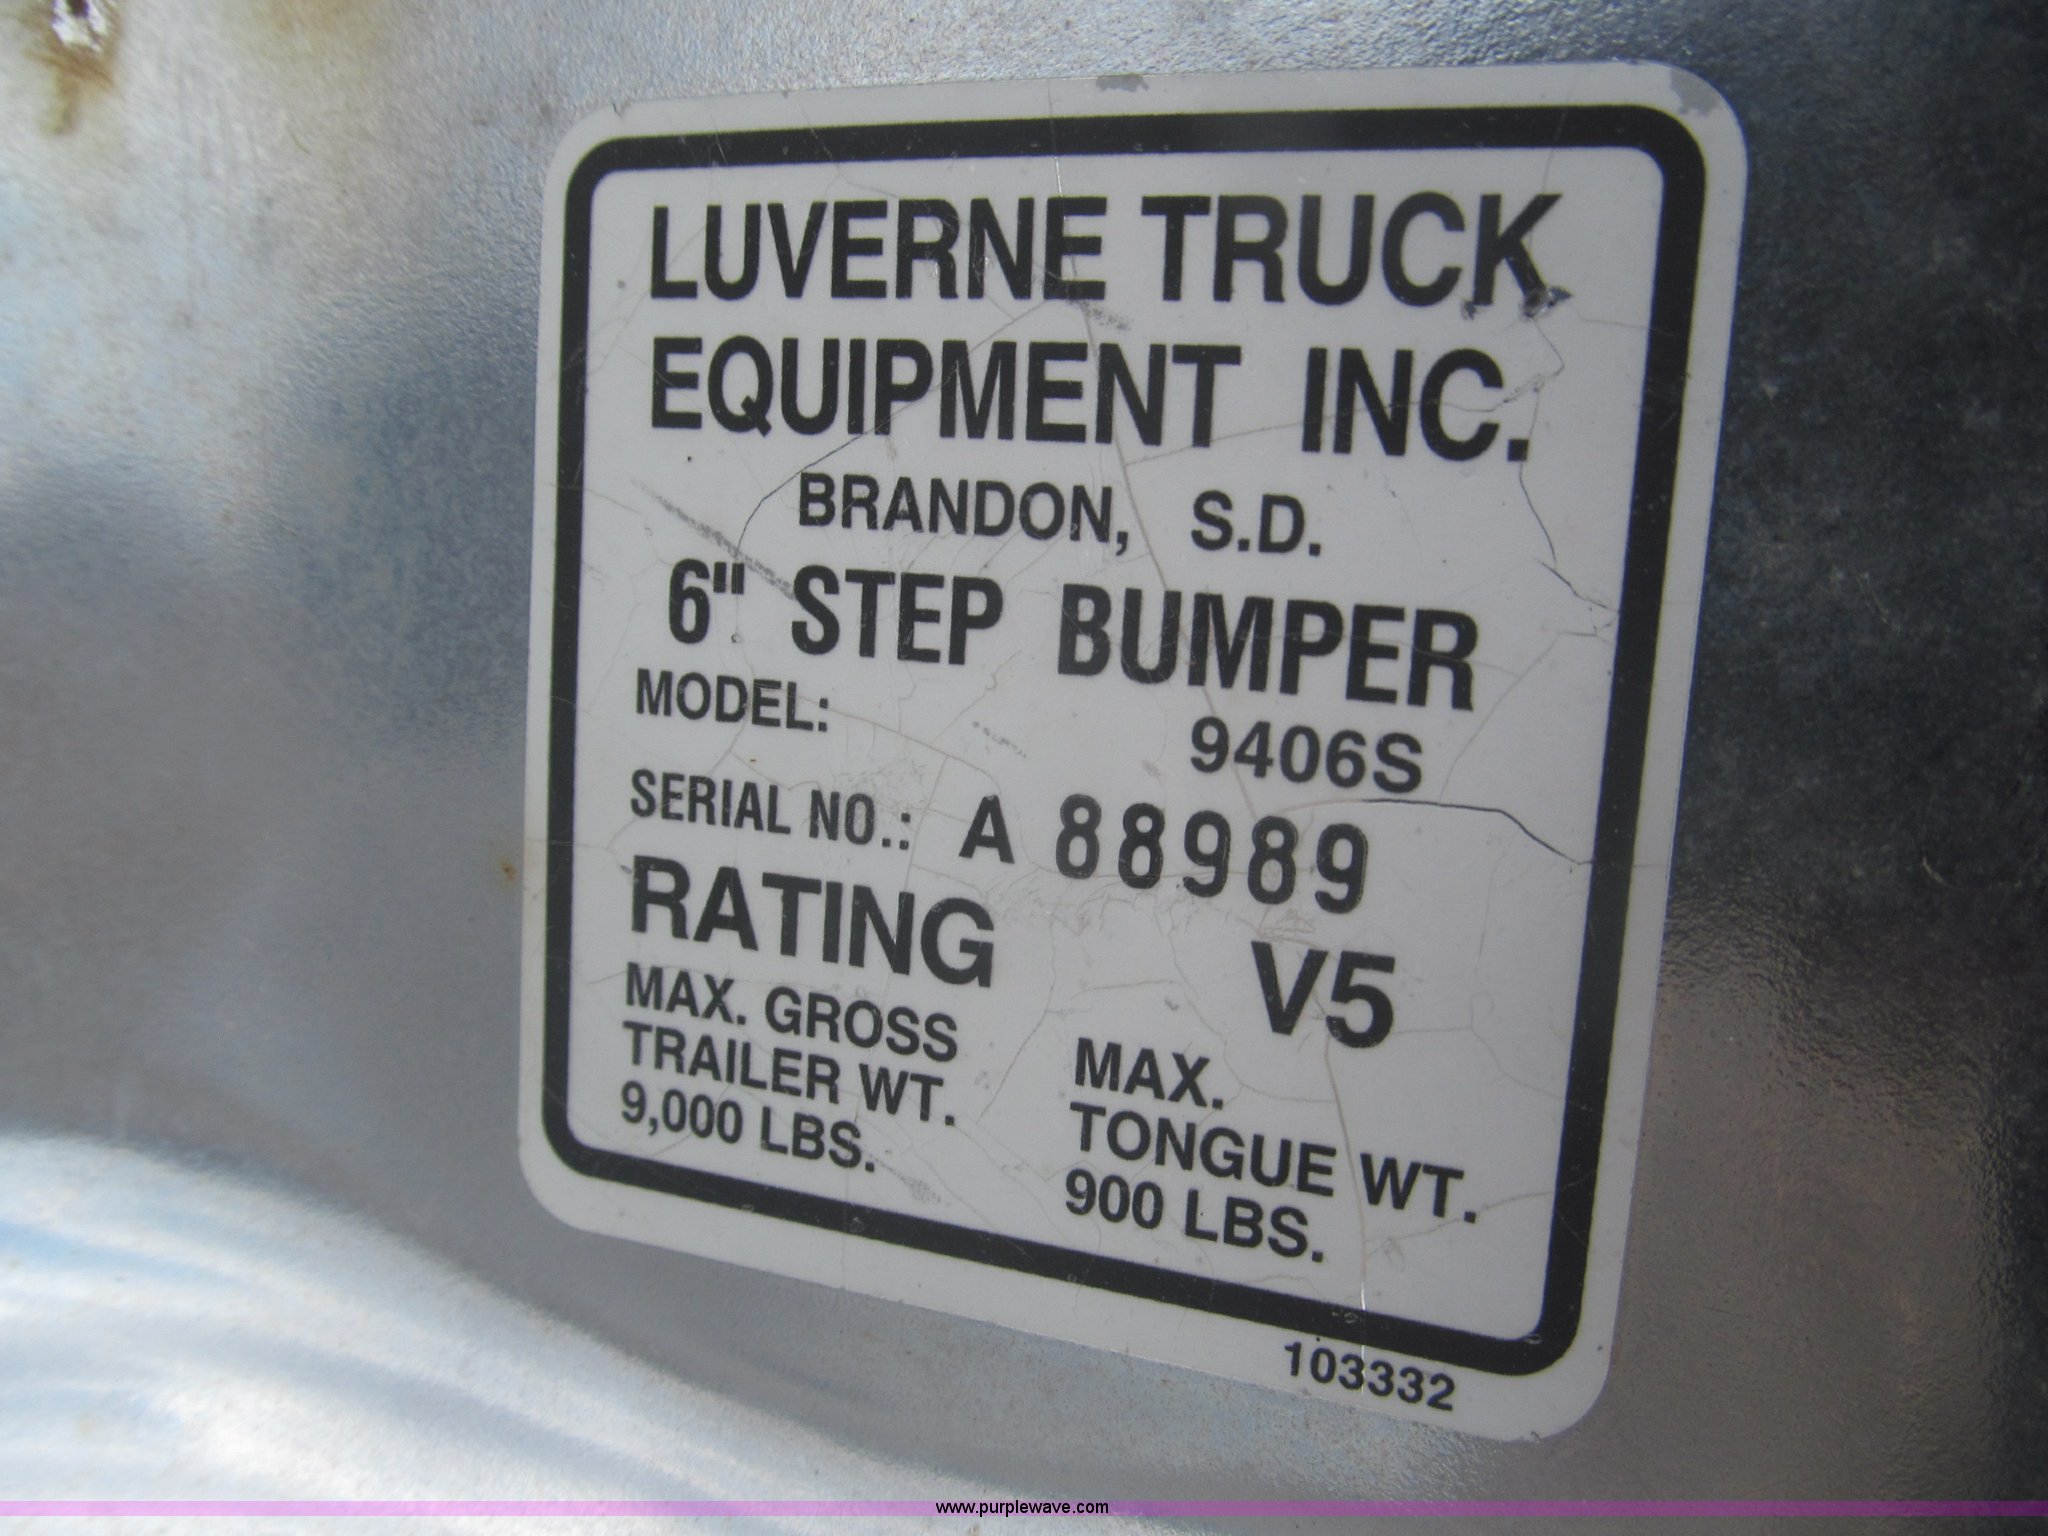 LUVERNE TRUCK
EQUIPMENT INC.
BRANDON, S.D.
6" STEP BUMPER
MODEL: 9406S
SERIAL NO.: A 88989
RATING V5
MAX. GROSS
TRAILER WT.
9,000 LBS.
MAX.
TONGUE WT.
900 LBS.
103332
www.purplewave.com